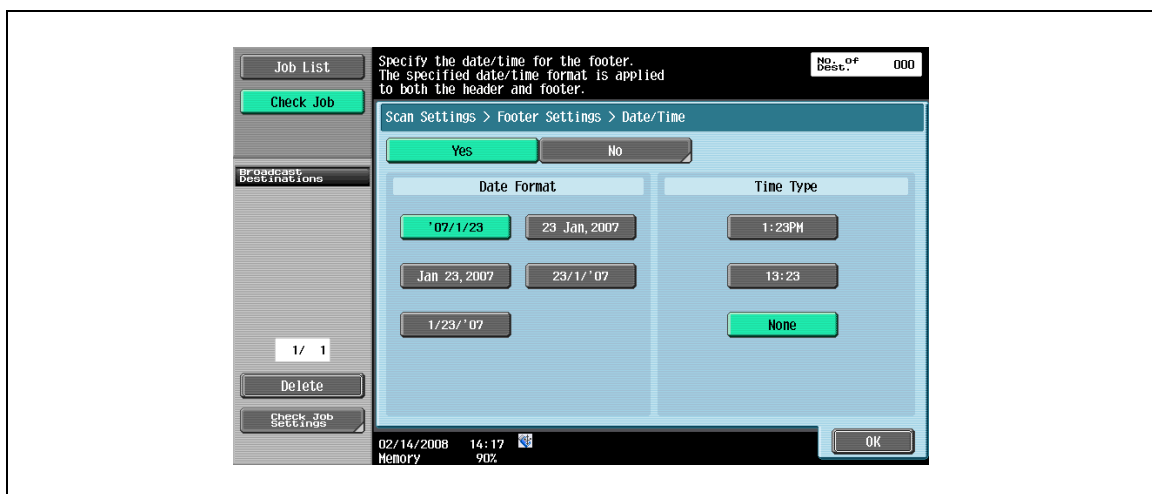 Job List
Check Job
Specify the date/time for the footer.
The specified date/time format is applied
to both the header and footer.
No. of
Dest.
000
Scan Settings > Footer Settings > Date/Time
Yes
No
Broadcast
Destinations
Date Format
Time Type
'07/1/23
23 Jan,2007
1:23PM
Jan 23,2007
23/1/'07
13:23
1/23/'07
None
1/ 1
Delete
Check Job
Settings
02/14/2008 14:17
Memory 90%
OK